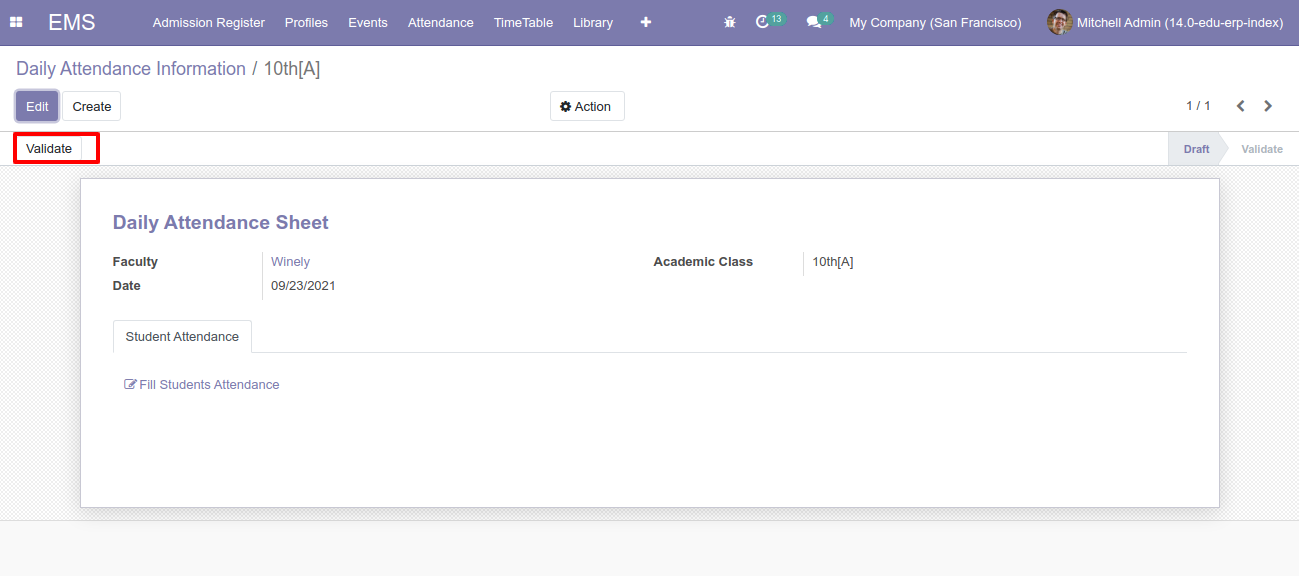 EMS Admission Register Profiles Events Attendance TimeTable Library 13 4 My Company (San Francisco) Mitchell Admin (14.0-edu-erp-index)
Daily Attendance Information / 10th[A]
Edit Create Action 1 / 1
Validate Draft Validate
Daily Attendance Sheet
Faculty Winely Academic Class 10th[A]
Date 09/23/2021
Student Attendance
Fill Students Attendance